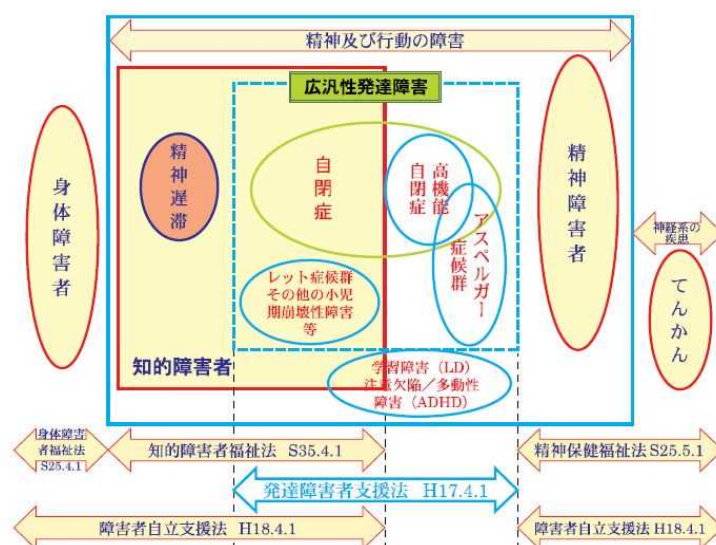 精神及び行動の障害
広汎性発達障害
身体障害者
精神遅滞
自閉症
高機能
自閉症
アスペルガー
症候群
精神障害者
神経系の
疾患
てんかん
レット症候群
その他の小児
期崩壊性障害
等
知的障害者
学習障害（LD）
注意欠陥／多動性
障害（ADHD）
身体障害
者福祉法
S25.4.1
知的障害者福祉法 S35.4.1
精神保健福祉法S25.5.1
発達障害者支援法 H17.4.1
障害者自立支援法 H18.4.1
障害者自立支援法 H18.4.1